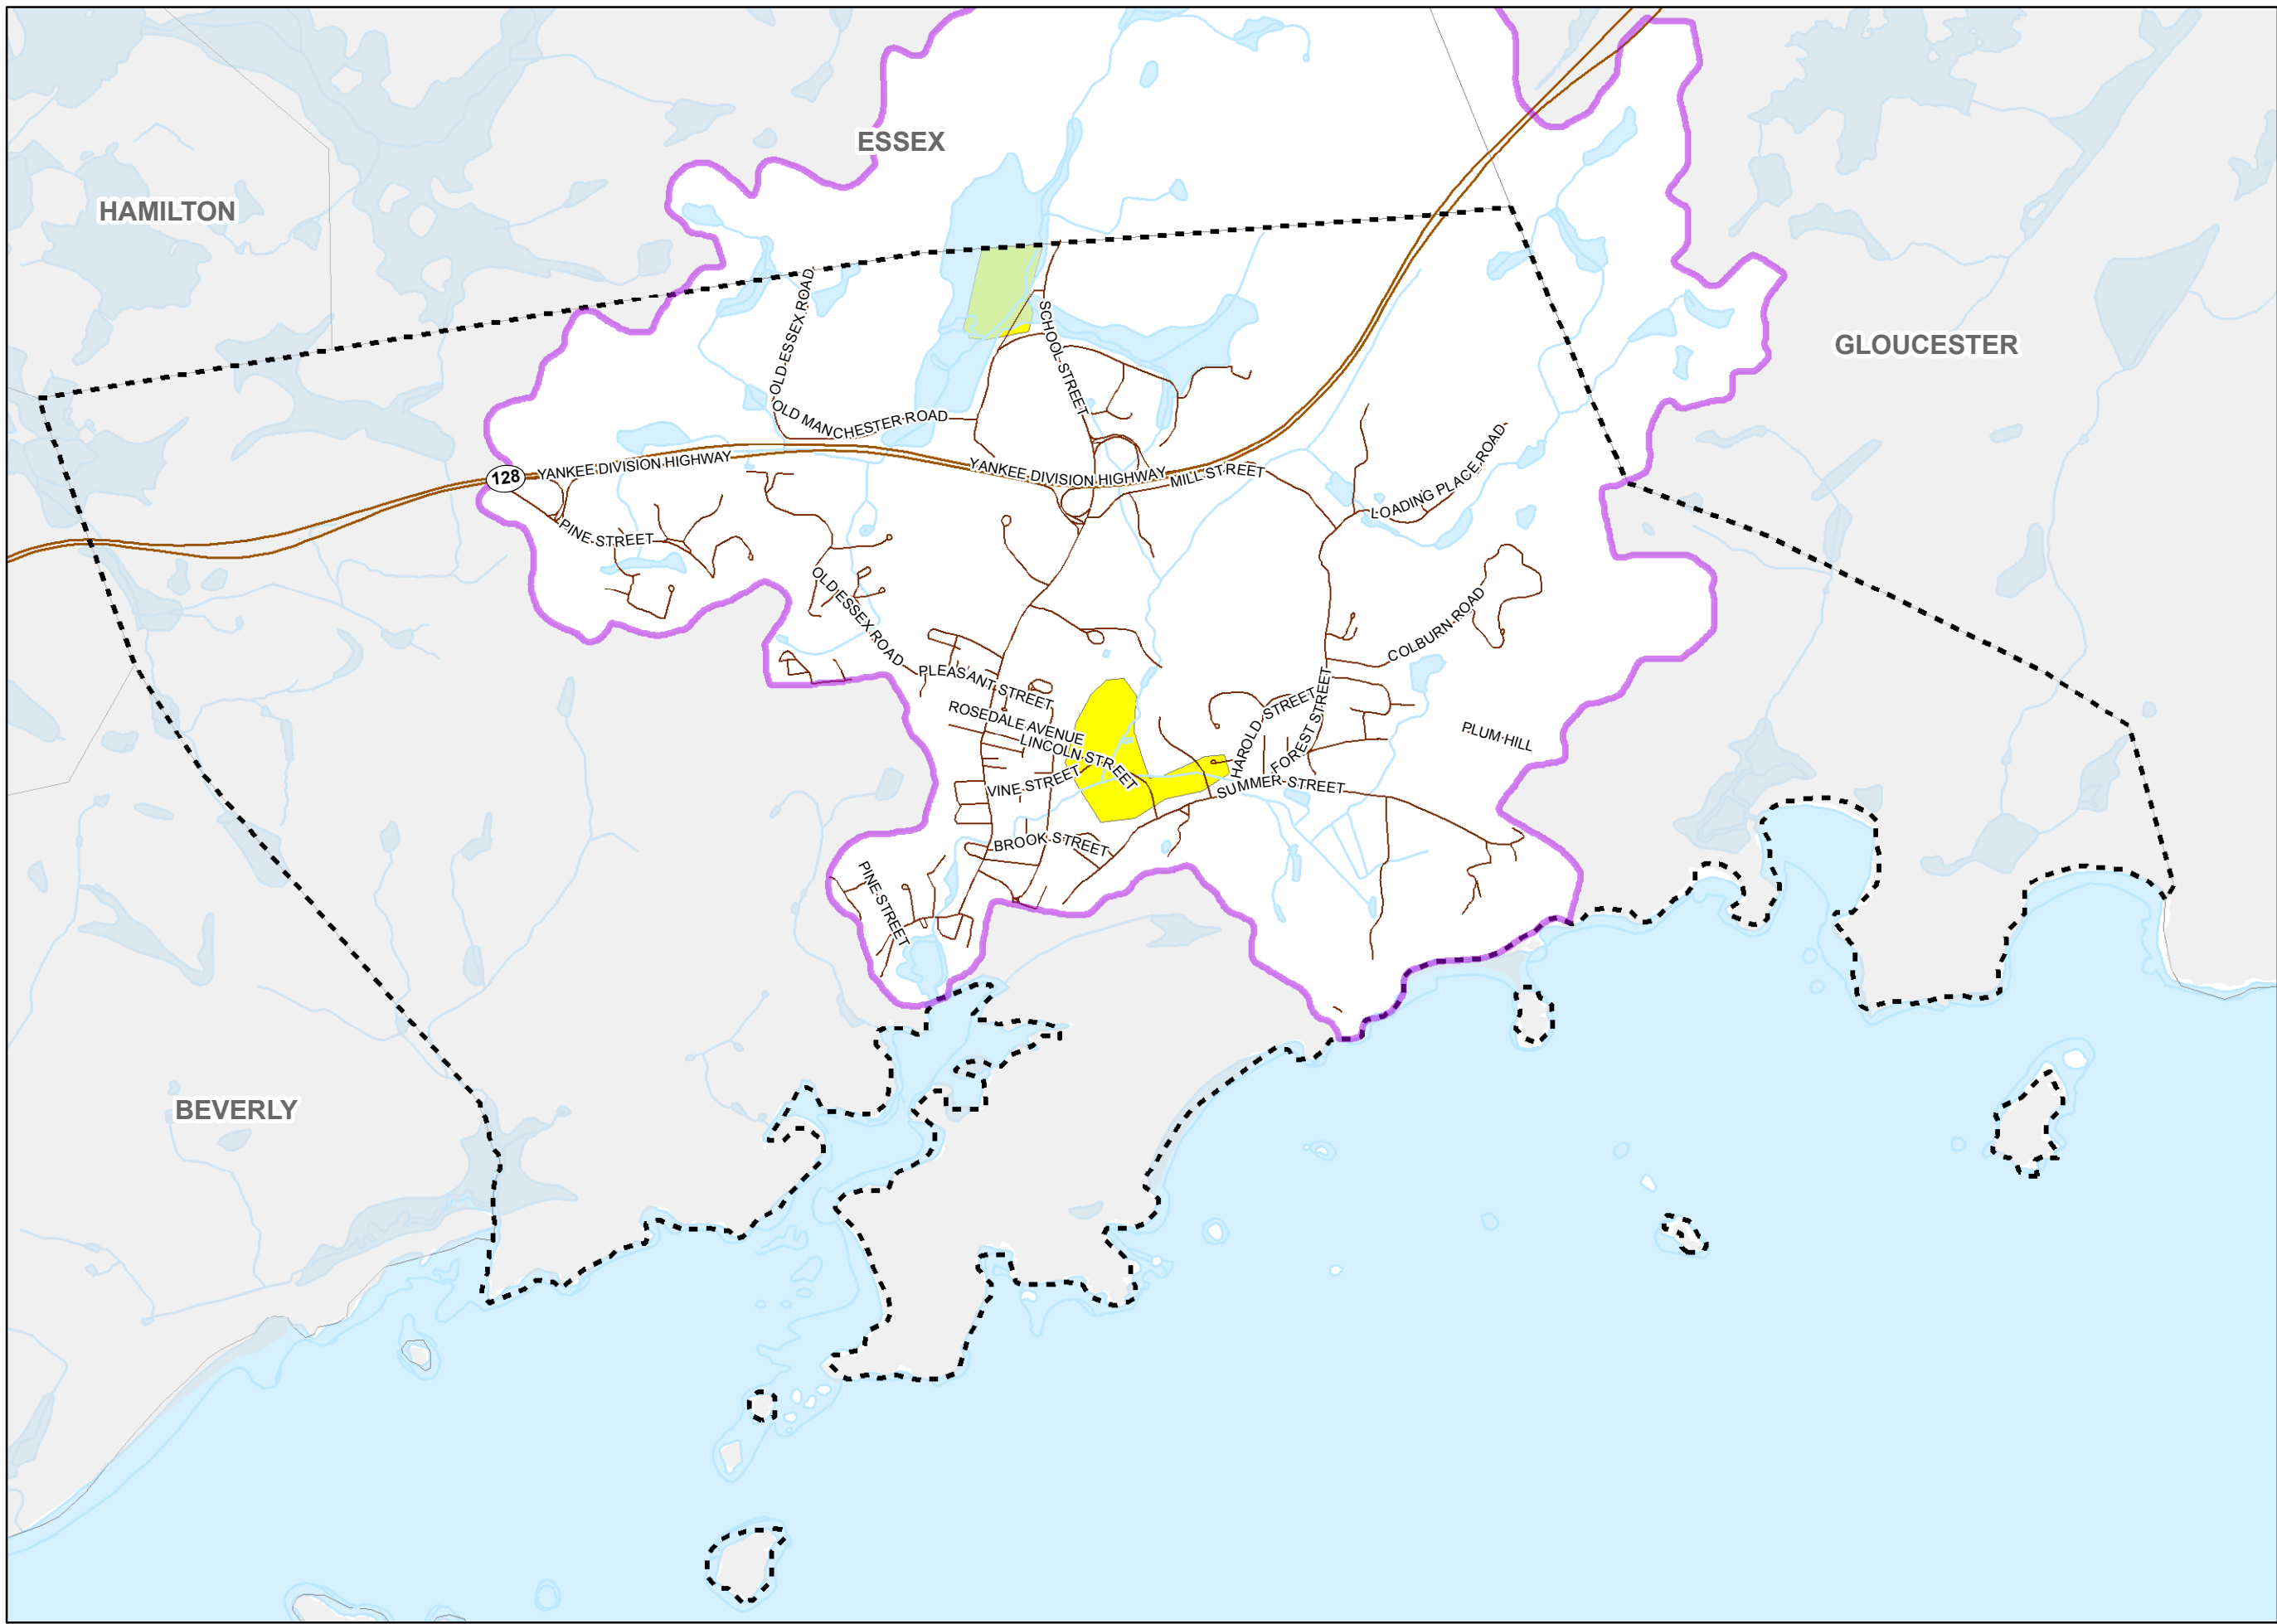 ESSEX
HAMILTON
GLOUCESTER
OLD ESSEX ROAD
SCHOOL STREET
OLD MANCHESTER ROAD
128
YANKEE DIVISION HIGHWAY
YANKEE DIVISION HIGHWAY
MILL STREET
LOADING PLACE ROAD
PINE STREET
OLD ESSEX ROAD
COLBURN ROAD
PLEASANT STREET
ROSEDALE AVENUE
LINCOLN STREET
HAROLD STREET
FOREST STREET
PLUM HILL
VINE STREET
SUMMER STREET
BROOK STREET
PINE STREET
BEVERLY